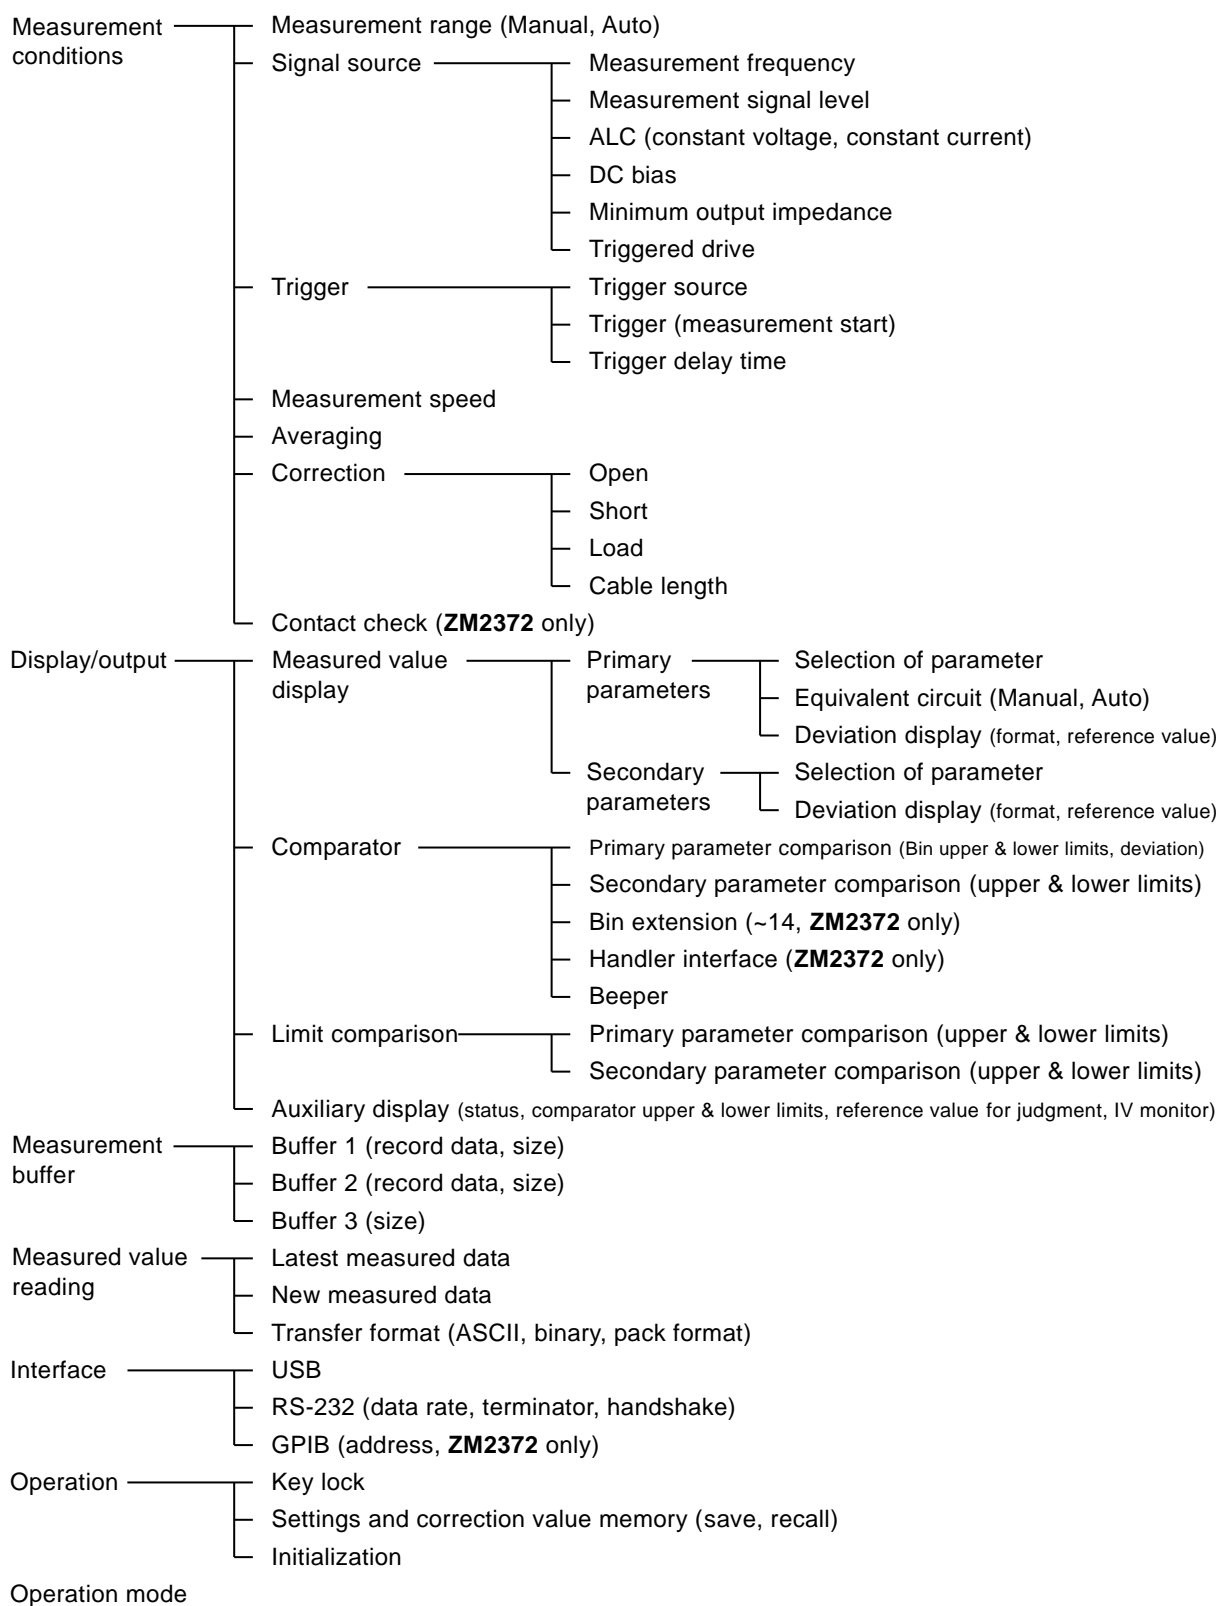 Measurement conditions
Measurement range (Manual, Auto)
Signal source
Measurement frequency
Measurement signal level
ALC (constant voltage, constant current)
DC bias
Minimum output impedance
Triggered drive
Trigger
Trigger source
Trigger (measurement start)
Trigger delay time
Measurement speed
Averaging
Correction
Open
Short
Load
Cable length
Contact check (ZM2372 only)
Display/output
Measured value display
Primary parameters
Selection of parameter
Equivalent circuit (Manual, Auto)
Deviation display (format, reference value)
Secondary parameters
Selection of parameter
Deviation display (format, reference value)
Comparator
Primary parameter comparison (Bin upper & lower limits, deviation)
Secondary parameter comparison (upper & lower limits)
Bin extension (~14, ZM2372 only)
Handler interface (ZM2372 only)
Beeper
Limit comparison
Primary parameter comparison (upper & lower limits)
Secondary parameter comparison (upper & lower limits)
Auxiliary display (status, comparator upper & lower limits, reference value for judgment, IV monitor)
Measurement buffer
Buffer 1 (record data, size)
Buffer 2 (record data, size)
Buffer 3 (size)
Measured value reading
Latest measured data
New measured data
Transfer format (ASCII, binary, pack format)
Interface
USB
RS-232 (data rate, terminator, handshake)
GPIB (address, ZM2372 only)
Operation
Key lock
Settings and correction value memory (save, recall)
Initialization
Operation mode